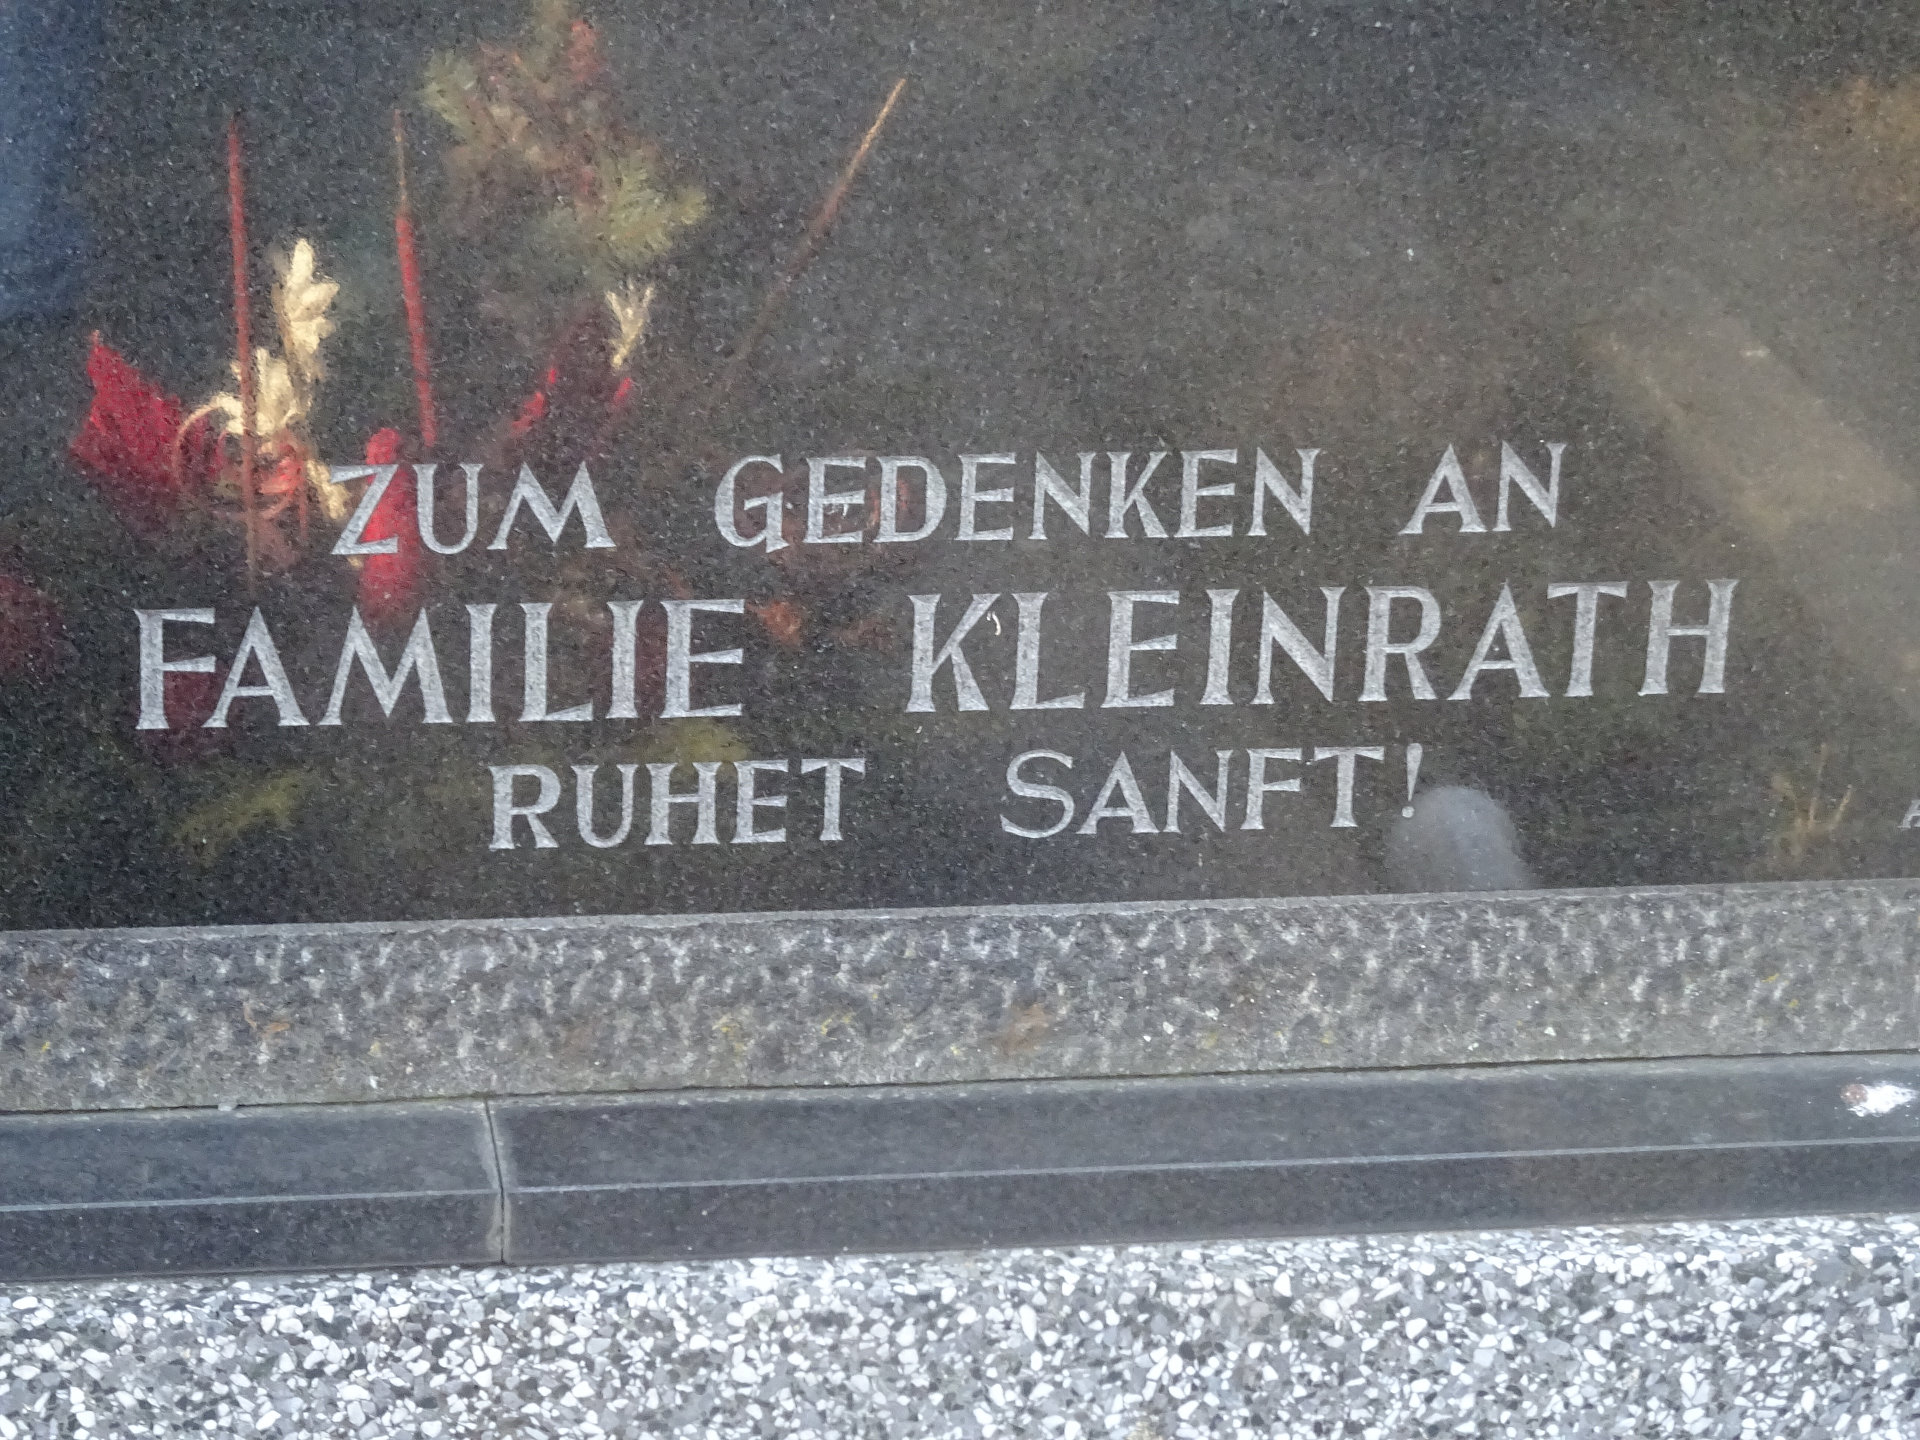 ZUM GEDENKEN AN
FAMILIE KLEINRATH
RUHET SANFT!